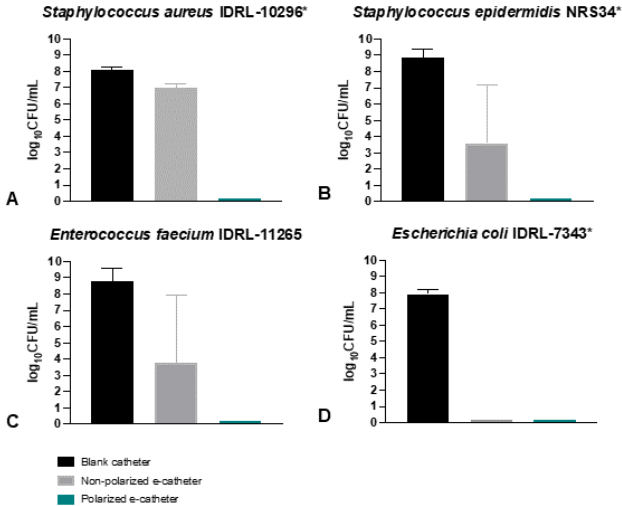 Staphylococcus aureus IDRL-10296*
10
9
8
7
6
5
4
3
2
1
0
log10CFU/mL
A
Staphylococcus epidermidis NRS34*
10
9
8
7
6
5
4
3
2
1
0
log10CFU/mL
B
Enterococcus faecium IDRL-11265
10
9
8
7
6
5
4
3
2
1
0
log10CFU/mL
C
Escherichia coli IDRL-7343*
10
9
8
7
6
5
4
3
2
1
0
log10CFU/mL
D
Blank catheter
Non-polarized e-catheter
Polarized e-catheter